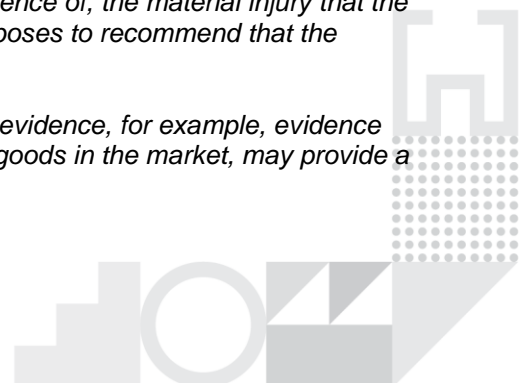 ence of, the material injury that the
poses to recommend that the
evidence, for example, evidence
goods in the market, may provide a